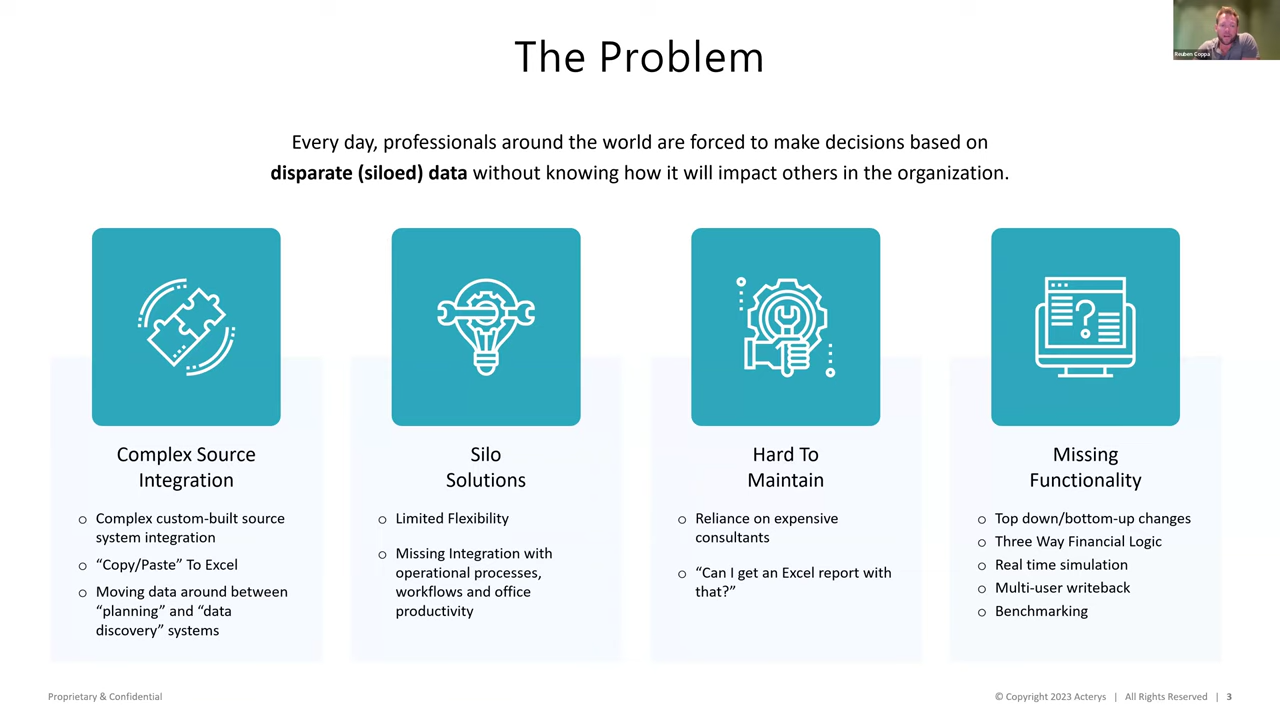 Reuben Coppa
The Problem
Every day, professionals around the world are forced to make decisions based on
disparate (siloed) data without knowing how it will impact others in the organization.
Complex Source
Integration
o Complex custom-built source
system integration
o "Copy/Paste" To Excel
o Moving data around between
"planning" and "data
discovery" systems
Silo
Solutions
o Limited Flexibility
o Missing Integration with
operational processes,
workflows and office
productivity
Hard To
Maintain
o Reliance on expensive
consultants
o "Can I get an Excel report with
that?"
?
Missing
Functionality
o Top down/bottom-up changes
o Three Way Financial Logic
o Real time simulation
o Multi-user writeback
o Benchmarking
Proprietary & Confidential
© Copyright 2023 Acterys | All Rights Reserved | 3